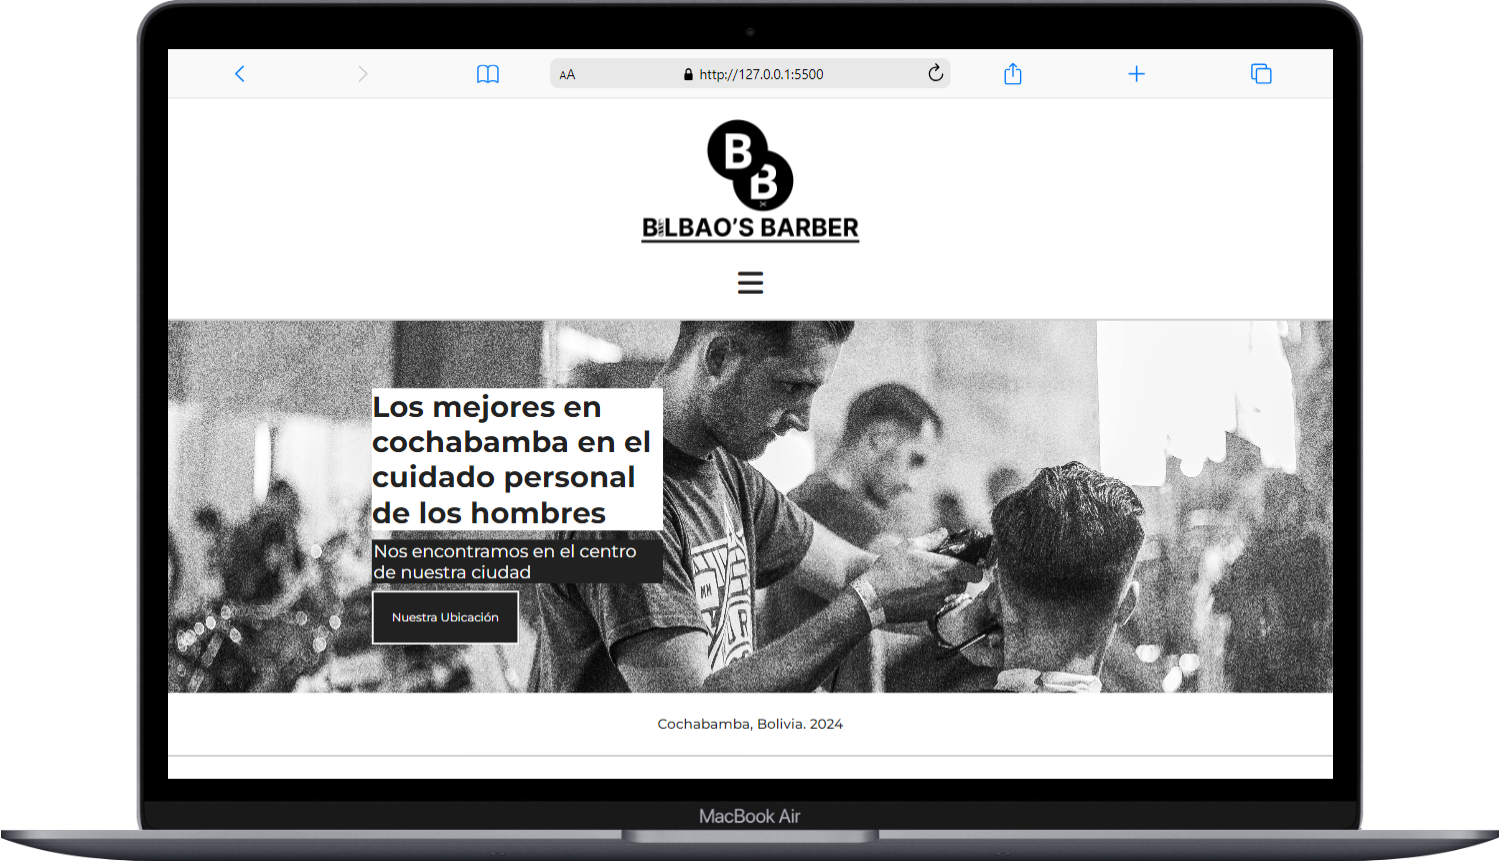 AA
http://127.0.0.1:5500
B
B
BILBAO'S BARBER
Los mejores en
cochabamba en el
cuidado personal
de los hombres
Nos encontramos en el centro
de nuestra ciudad
Nuestra Ubicación
MM
Cochabamba, Bolivia. 2024
MacBook Air